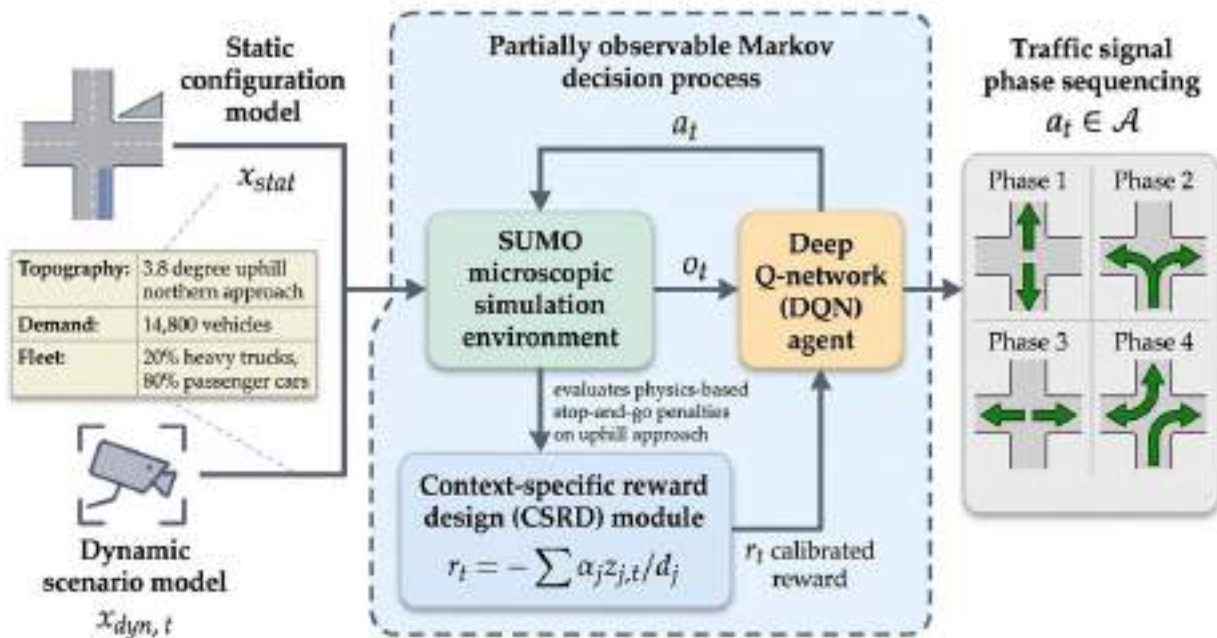 Static
configuration
model
x_stat
Topography: 3.8 degree uphill
northern approach
Demand: 14,800 vehicles
Fleet: 20% heavy trucks,
80% passenger cars
Dynamic
scenario model
x_dyn, t
Partially observable Markov
decision process
a_t
SUMO
microscopic
simulation
environment
o_t
Deep
Q-network
(DQN)
agent
evaluates physics-based
stop-and-go penalties
on uphill approach
Context-specific reward
design (CSRD) module
r_t = − ∑ α_j z_{j,t}/d_j
r_t calibrated
reward
Traffic signal
phase sequencing
a_t ∈ 𝒜
Phase 1
Phase 2
Phase 3
Phase 4